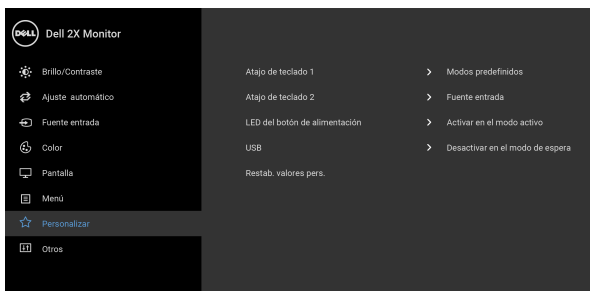 DELL Dell 2X Monitor
Brillo/Contraste Atajo de teclado 1 > Modos predefinidos
Ajuste automático Atajo de teclado 2 > Fuente entrada
Fuente entrada LED del botón de alimentación > Activar en el modo activo
Color USB > Desactivar en el modo de espera
Pantalla Restab. valores pers.
Menú
Personalizar
Otros